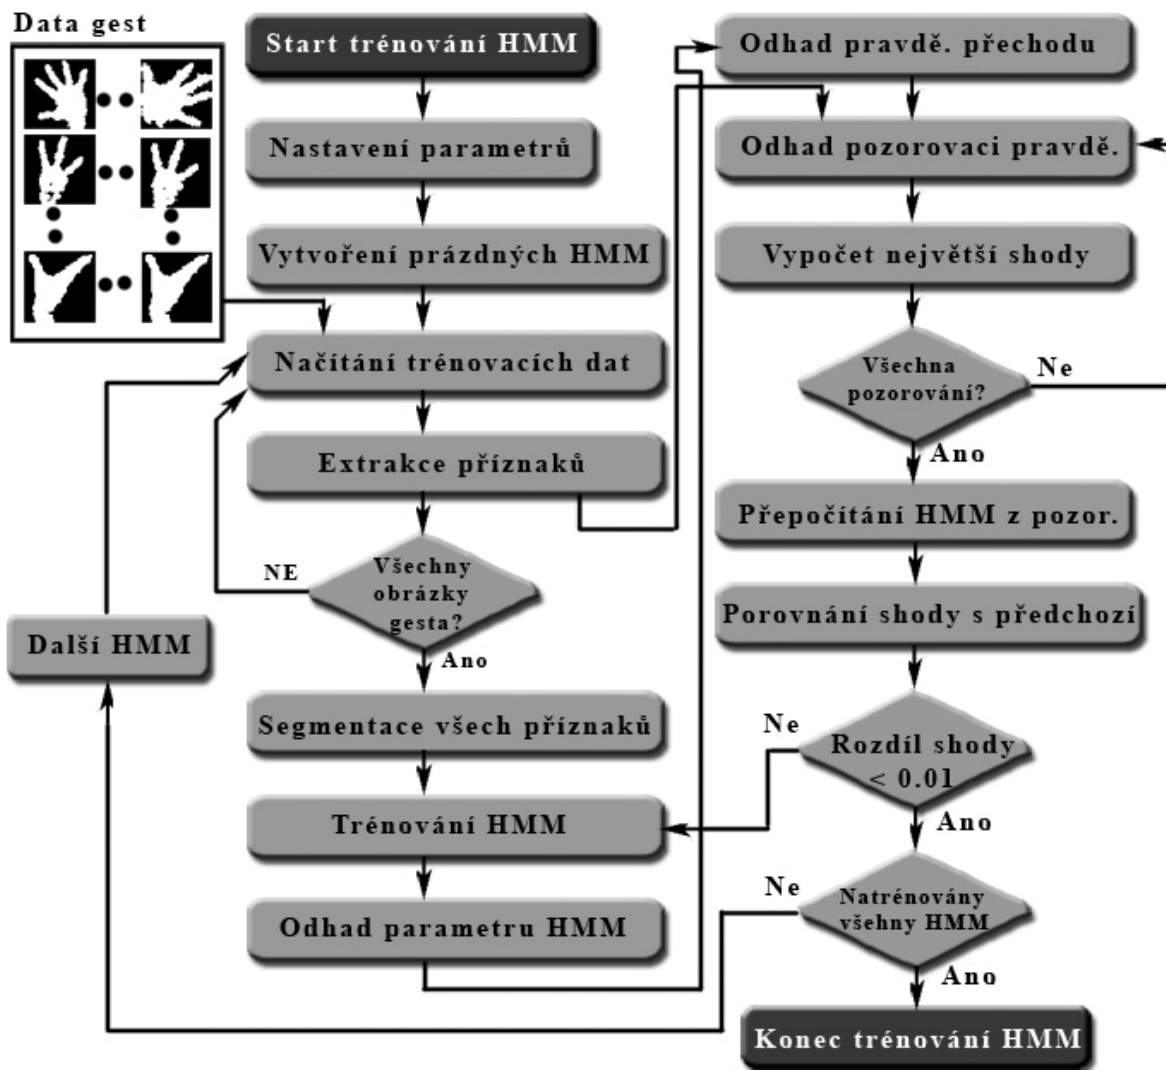 Data gest
Start trénování HMM
Nastavení parametrů
Vytvoření prázdných HMM
Načítání trénovacích dat
Extrakce příznaků
Všechny
obrázky
gesta?
NE
Ano
Další HMM
Segmentace všech příznaků
Trénování HMM
Odhad parametru HMM
Odhad pravdě. přechodu
Odhad pozorovaci pravdě.
Vypočet největší shody
Všechna
pozorování?
Ne
Ano
Přepočítání HMM z pozor.
Porovnání shody s předchozí
Rozdíl shody
< 0.01
Ne
Ano
Natrénovány
všehny HMM
Ne
Ano
Konec trénování HMM